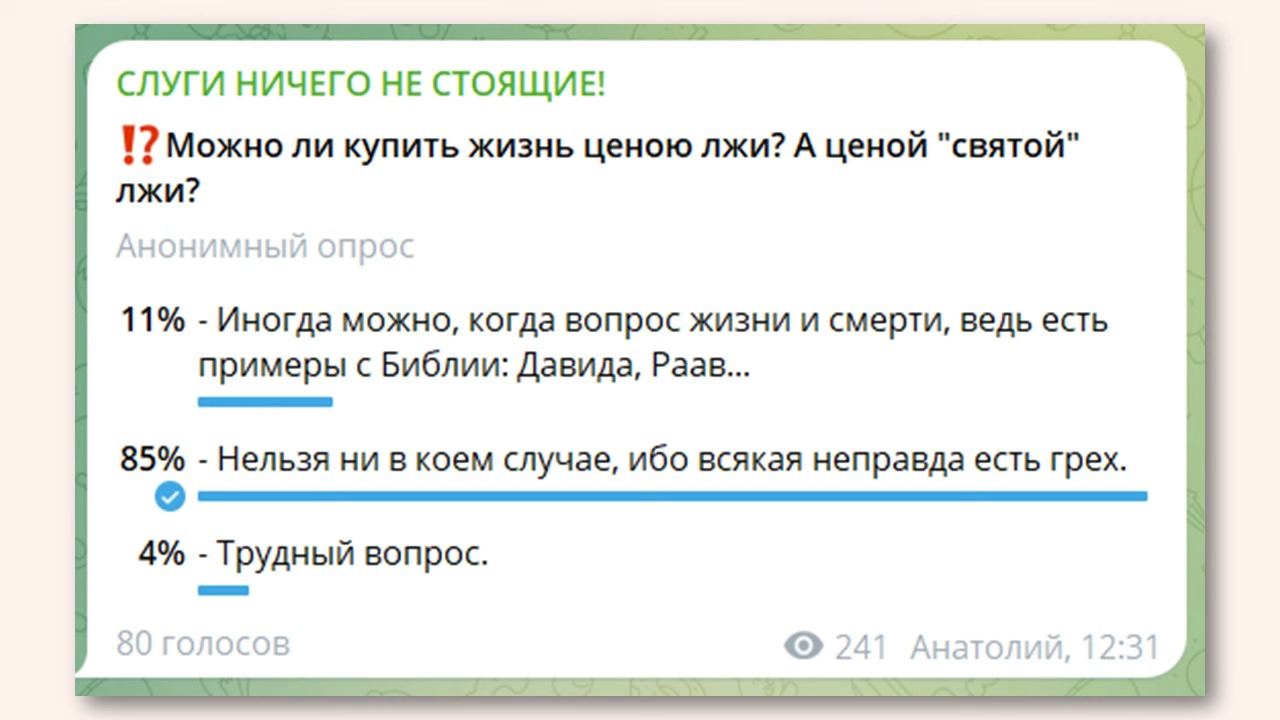 СЛУГИ НИЧЕГО НЕ СТОЯЩИЕ!
⁉️Можно ли купить жизнь ценою лжи? А ценой "святой"
лжи?
Анонимный опрос
11% - Иногда можно, когда вопрос жизни и смерти, ведь есть
примеры с Библии: Давида, Раав...
85% - Нельзя ни в коем случае, ибо всякая неправда есть грех.
4% - Трудный вопрос.
80 голосов 241 Анатолий, 12:31